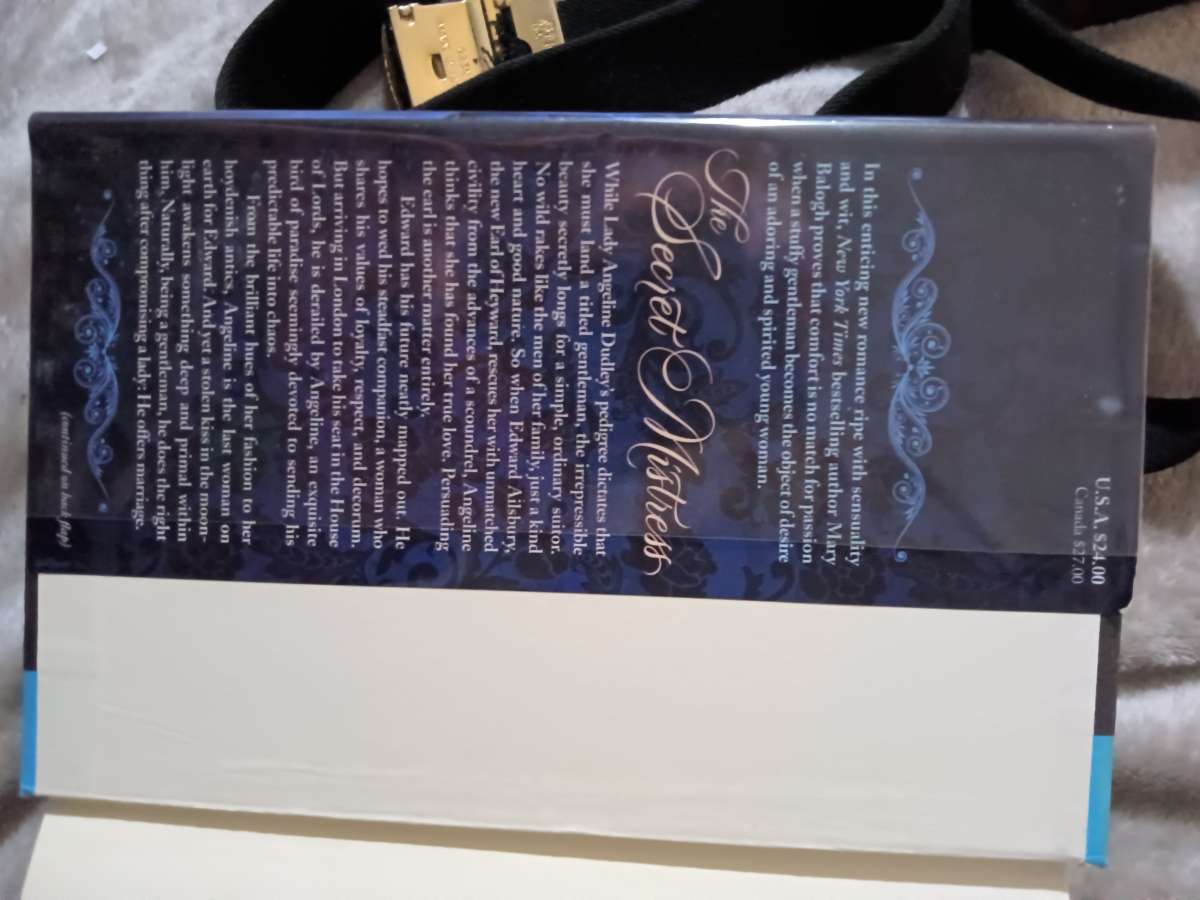 U.S.A. $24.00
Canada $27.00
In this enticing new romance ripe with sensuality
and wit, New York Times bestselling author Mary
Balogh proves that comfort is no match for passion
when a stuffy gentleman becomes the object of desire
of an adoring and spirited young woman.
The
Secret Mistress
While Lady Angeline Dudley's pedigree dictates that
she must land a titled gentleman, the irrepressible
beauty secretly longs for a simple, ordinary suitor.
No wild rakes like the men of her family, just a kind
heart and good nature. So when Edward Ailsbury,
the new Earl of Heyward, rescues her with unmatched
civility from the advances of a scoundrel, Angeline
thinks that she has found her true love. Persuading
the earl is another matter entirely.
Edward has his future neatly mapped out. He
hopes to wed his steadfast companion, a woman who
shares his values of loyalty, respect, and decorum.
But arriving in London to take his seat in the House
of Lords, he is derailed by Angeline, an exquisite
bird of paradise seemingly devoted to sending his
predictable life into chaos.
From the brilliant hues of her fashion to her
hoydenish antics, Angeline is the last woman on
earth for Edward. And yet a stolen kiss in the moon-
light awakens something deep and primal within
him. Naturally, being a gentleman, he does the right
thing after compromising a lady: He offers marriage.
(continued on back flap)